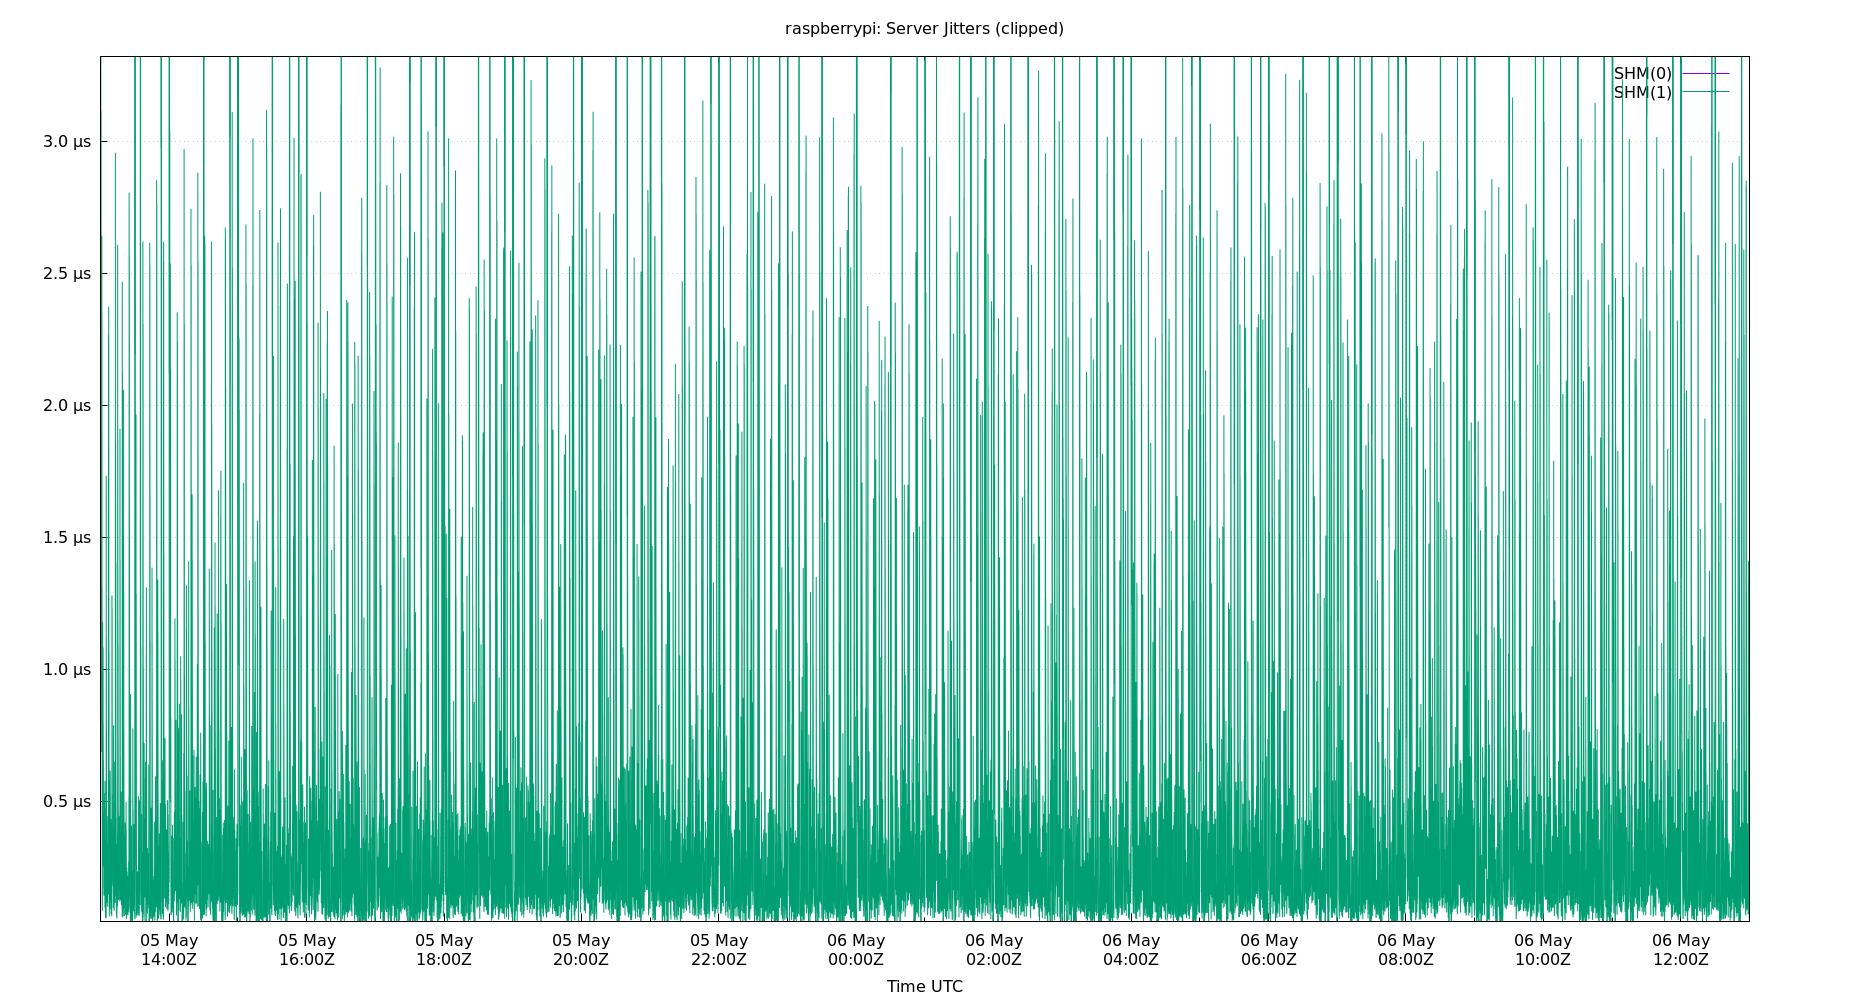 raspberrypi: Server Jitters (clipped)
SHM(0)
SHM(1)
3.0 µs
2.5 µs
2.0 µs
1.5 µs
1.0 µs
0.5 µs
05 May 05 May 05 May 05 May 05 May 06 May 06 May 06 May 06 May 06 May 06 May 06 May
14:00Z 16:00Z 18:00Z 20:00Z 22:00Z 00:00Z 02:00Z 04:00Z 06:00Z 08:00Z 10:00Z 12:00Z
Time UTC